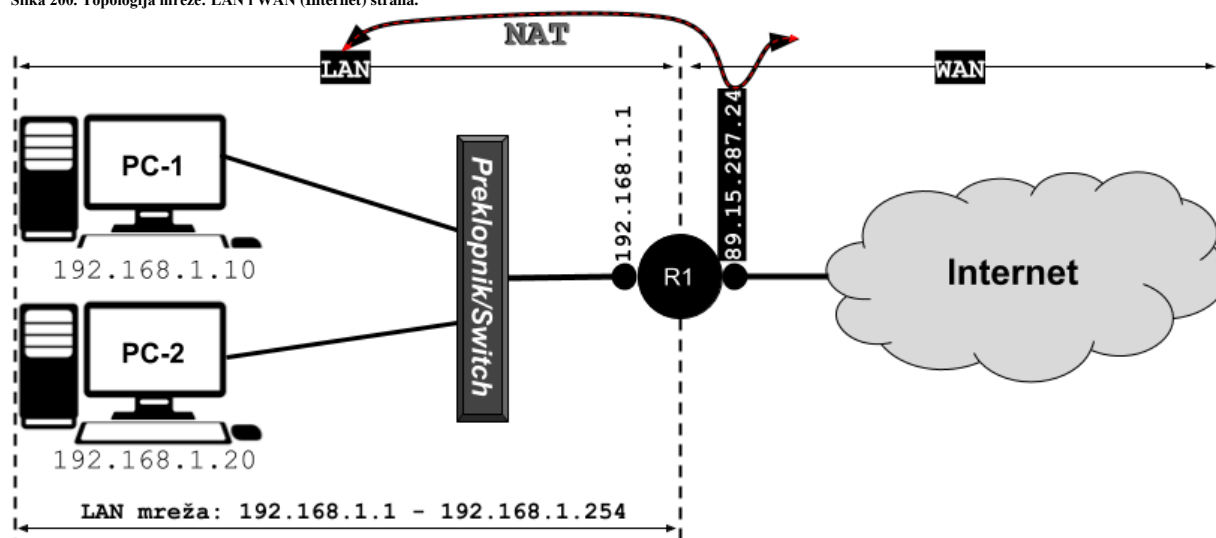 Slika 200. Topologija mreže: LAN i WAN (Internet) strana.
NAT
LAN
WAN
PC-1
192.168.1.10
PC-2
192.168.1.20
Preklopnik/Switch
192.168.1.1
R1
89.15.287.24
Internet
LAN mreža: 192.168.1.1 - 192.168.1.254